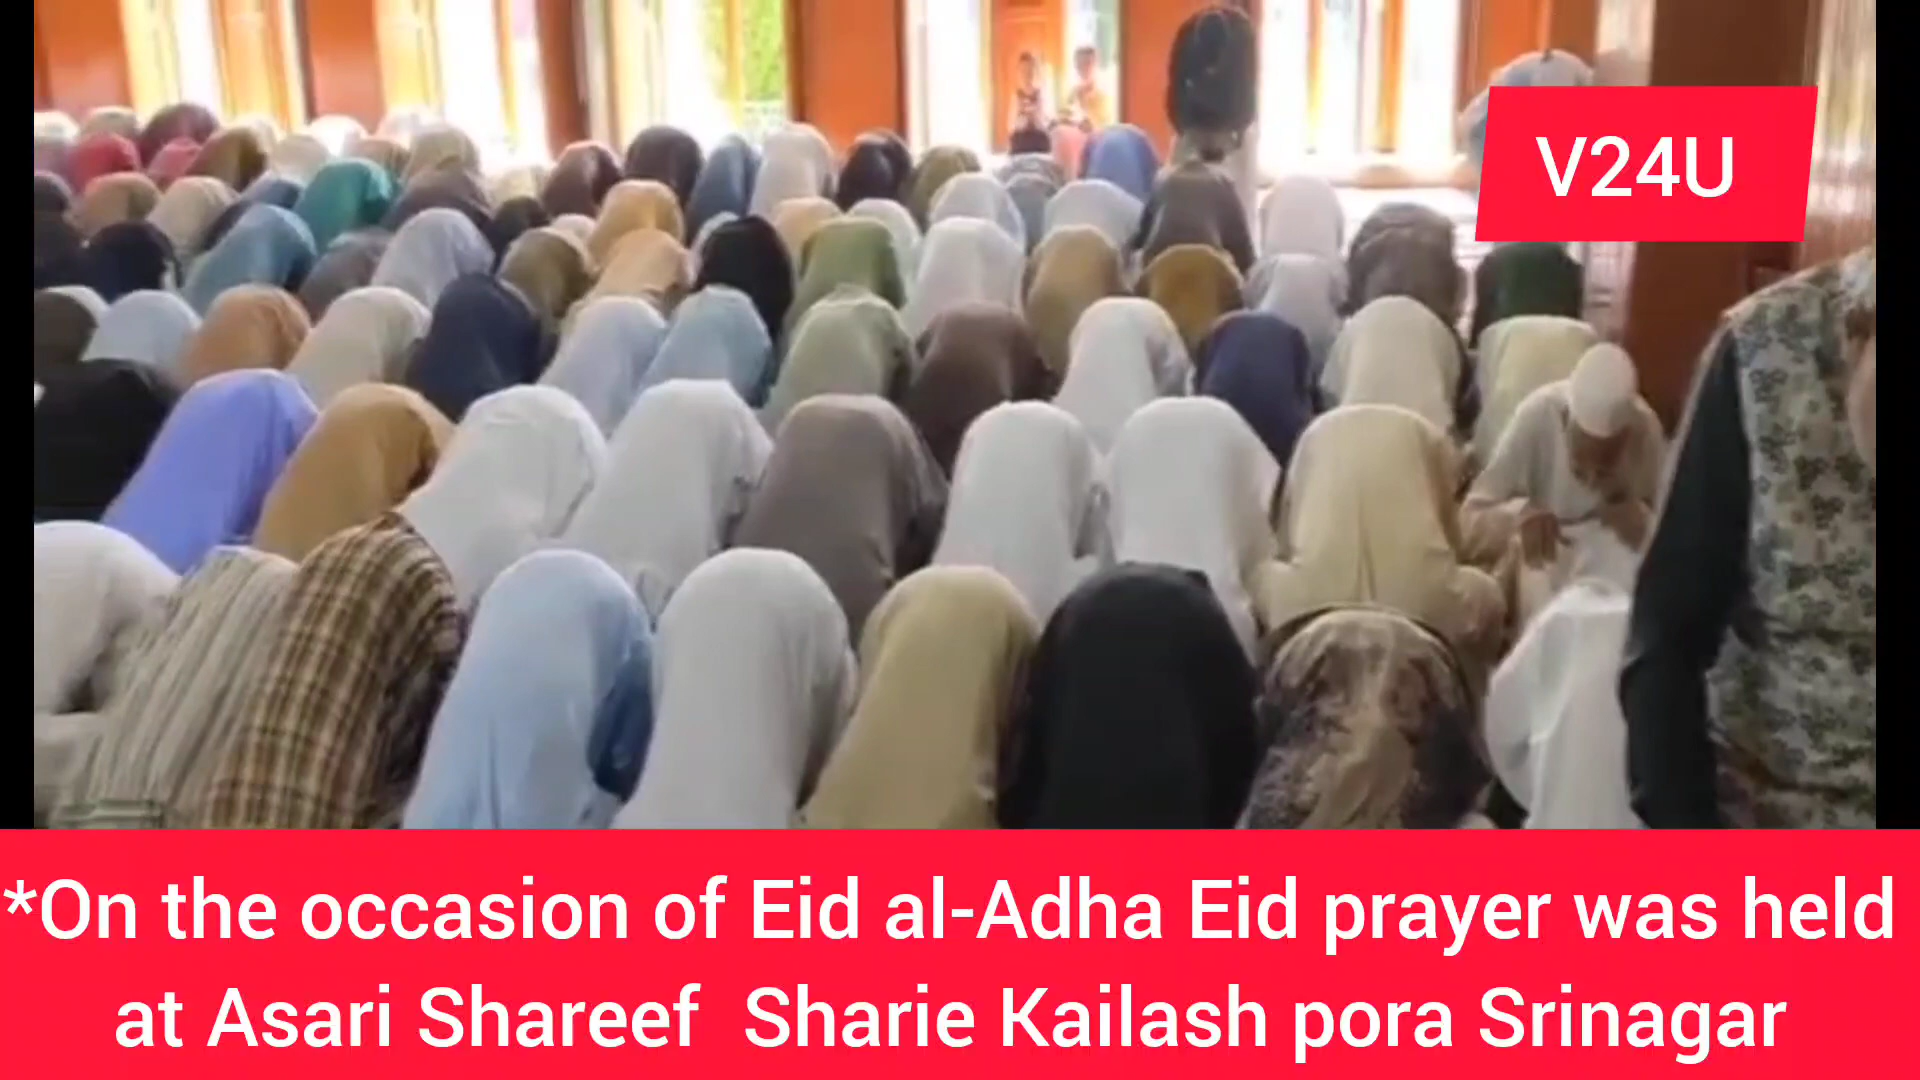 V24U
*On the occasion of Eid al-Adha Eid prayer was held
at Asari Shareef  Sharie Kailash pora Srinagar